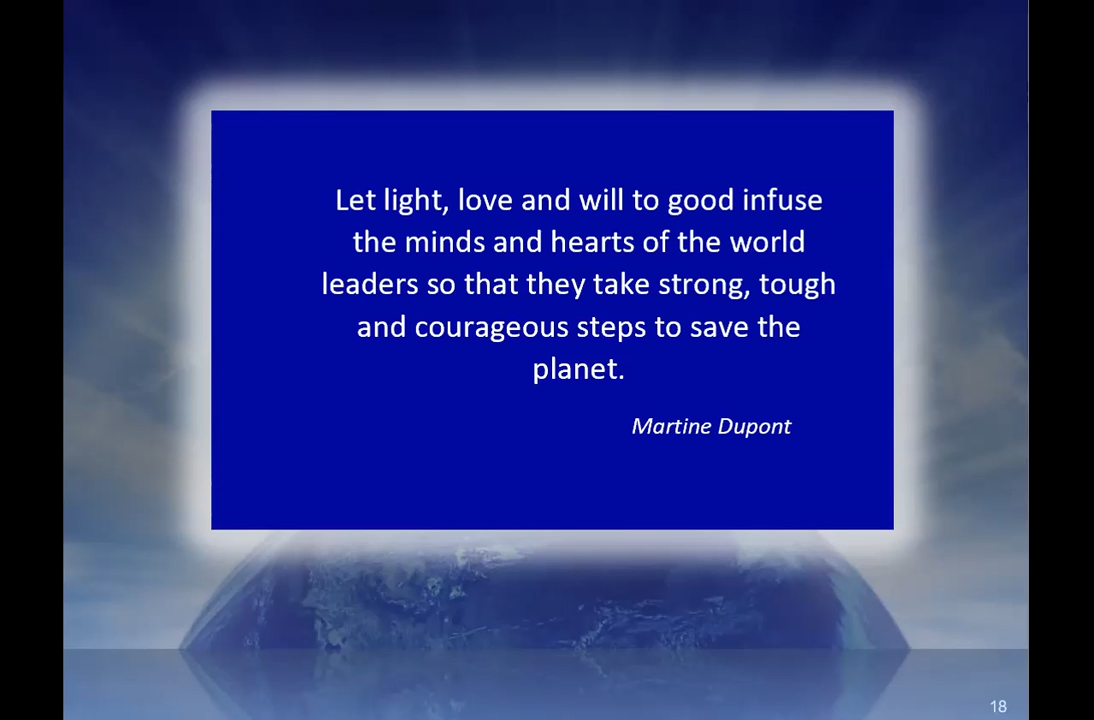 Let light, love and will to good infuse
the minds and hearts of the world
leaders so that they take strong, tough
and courageous steps to save the
planet.
Martine Dupont
18